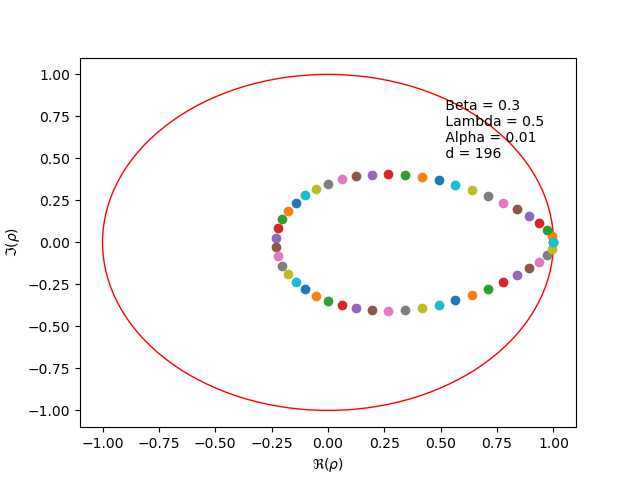 1.00
0.75
0.50
0.25
0.00
−0.25
−0.50
−0.75
−1.00
ℑ(ρ)
Beta = 0.3
Lambda = 0.5
Alpha = 0.01
d = 196
−1.00 −0.75 −0.50 −0.25 0.00 0.25 0.50 0.75 1.00
ℜ(ρ)